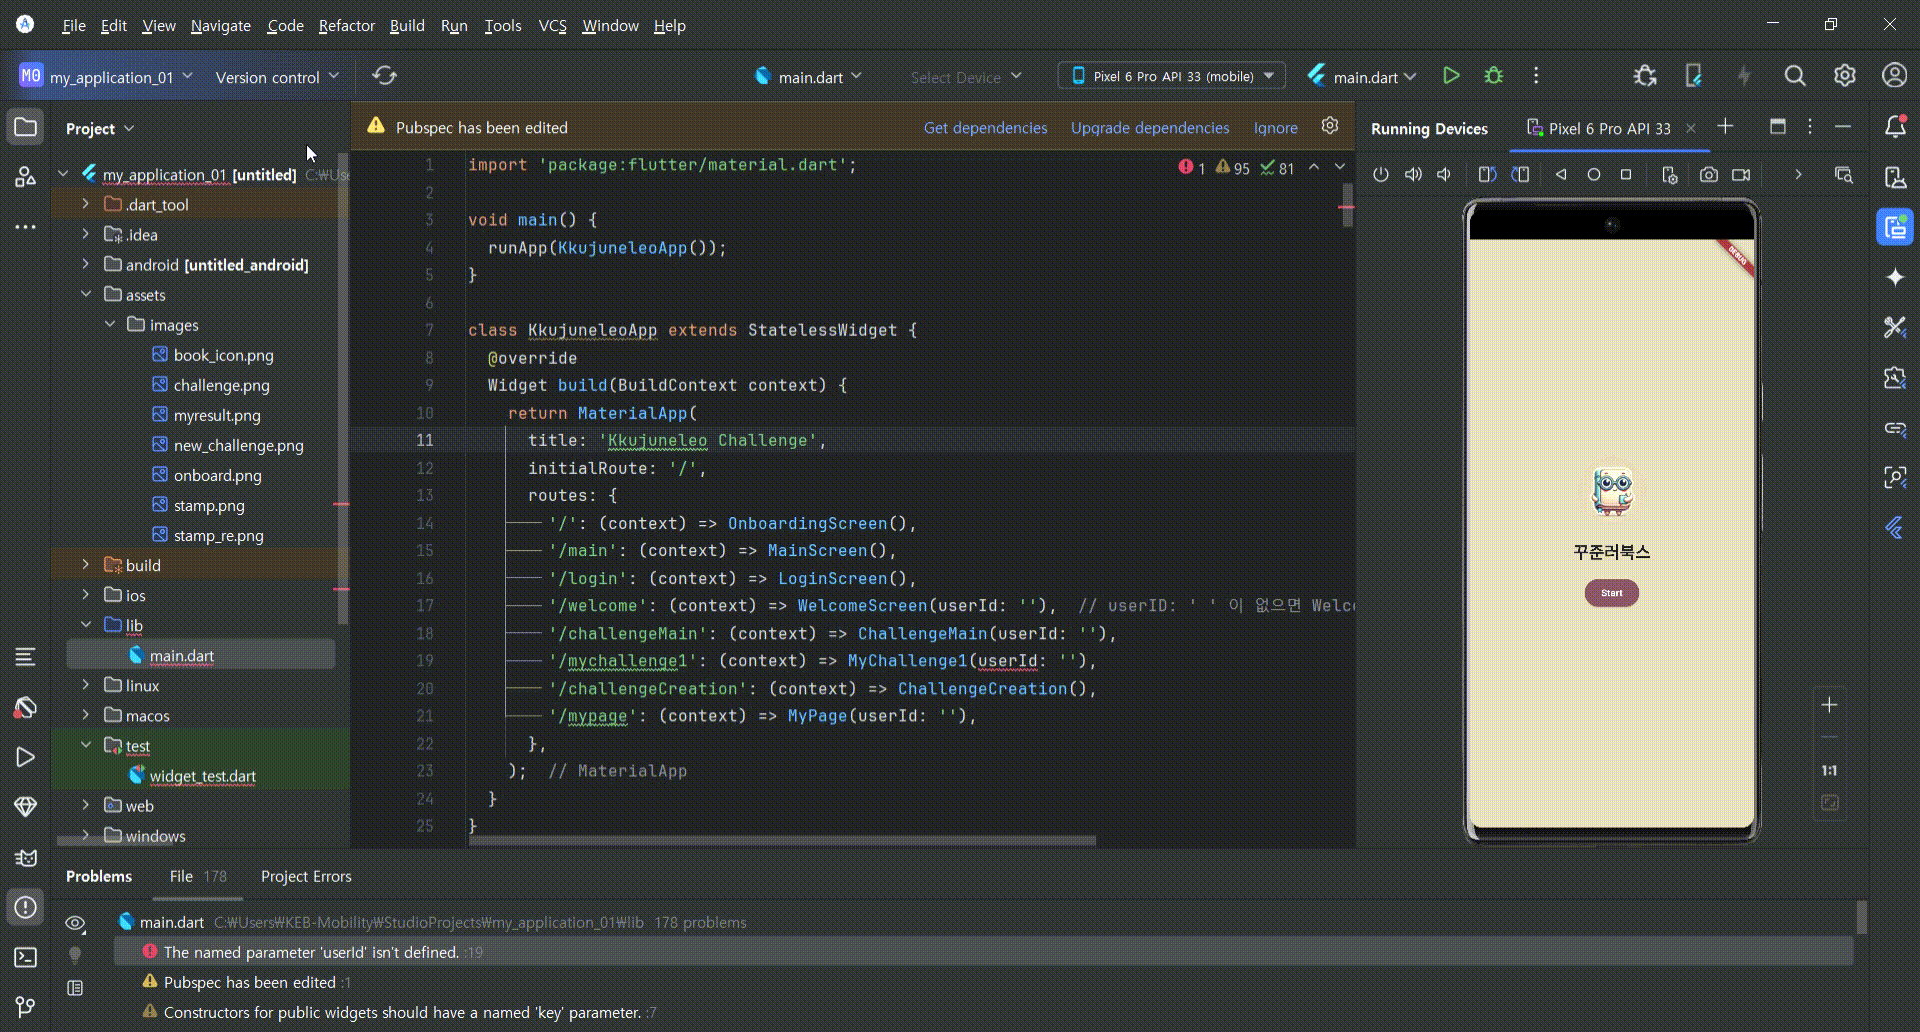 File Edit View Navigate Code Refactor Build Run Tools VCS Window Help
M0 my_application_01 Version control main.dart Select Device Pixel 6 Pro API 33 (mobile) main.dart
Project
my_application_01 [untitled] C:₩Use
.dart_tool
.idea
android [untitled_android]
assets
images
book_icon.png
challenge.png
myresult.png
new_challenge.png
onboard.png
stamp.png
stamp_re.png
build
ios
lib
main.dart
linux
macos
test
widget_test.dart
web
windows
Pubspec has been edited Get dependencies Upgrade dependencies Ignore
1 95 81
1 import 'package:flutter/material.dart';
2
3 void main() {
4 runApp(KkujuneleoApp());
5 }
6
7 class KkujuneleoApp extends StatelessWidget {
8 @override
9 Widget build(BuildContext context) {
10 return MaterialApp(
11 title: 'Kkujuneleo Challenge',
12 initialRoute: '/',
13 routes: {
14 '/': (context) => OnboardingScreen(),
15 '/main': (context) => MainScreen(),
16 '/login': (context) => LoginScreen(),
17 '/welcome': (context) => WelcomeScreen(userId: ''), // userID: ' ' 이 없으면 Welc
18 '/challengeMain': (context) => ChallengeMain(userId: ''),
19 '/mychallenge1': (context) => MyChallenge1(userId: ''),
20 '/challengeCreation': (context) => ChallengeCreation(),
21 '/mypage': (context) => MyPage(userId: ''),
22 },
23 ); // MaterialApp
24 }
25 }
Running Devices Pixel 6 Pro API 33
DEBUG
꾸준러북스
Start
1:1
Problems File 178 Project Errors
main.dart C:₩Users₩KEB-Mobility₩StudioProjects₩my_application_01₩lib 178 problems
The named parameter 'userId' isn't defined. :19
Pubspec has been edited :1
Constructors for public widgets should have a named 'key' parameter. :7